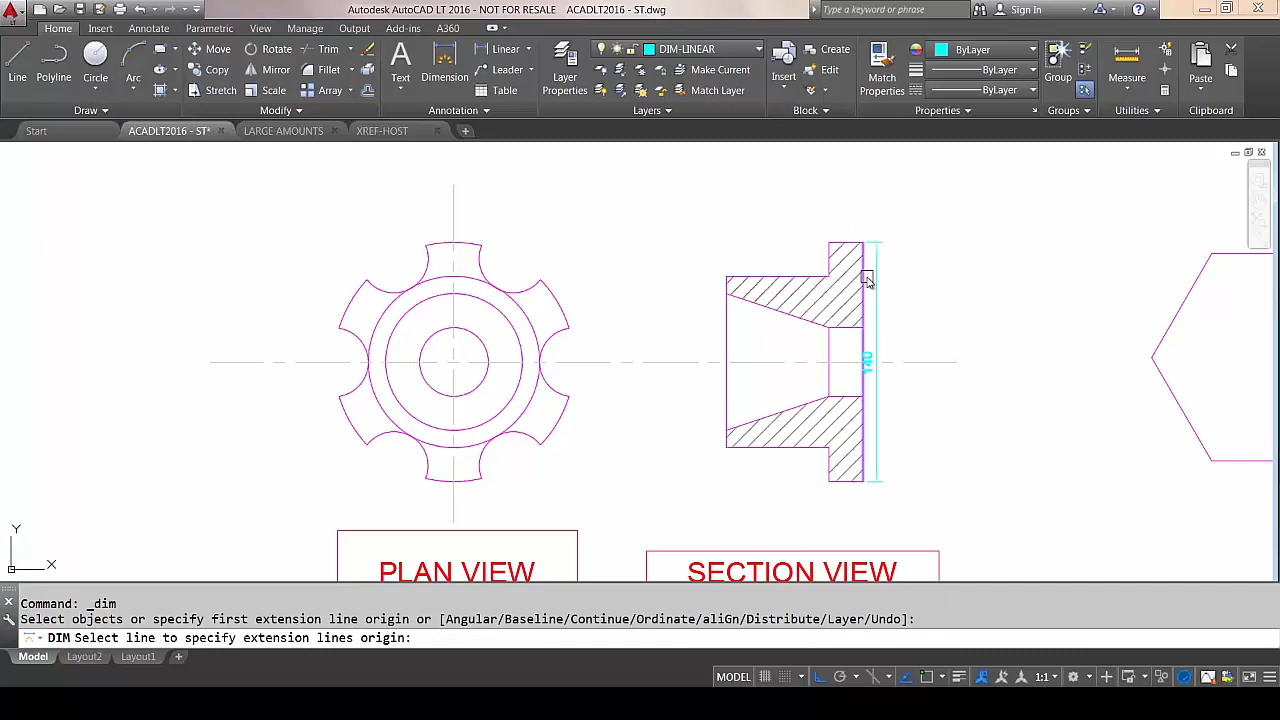 Autodesk AutoCAD LT 2016 - NOT FOR RESALE ACADLT2016 - ST.dwg
Type a keyword or phrase
Sign In
LT
Home Insert Annotate Parametric View Manage Output Add-ins A360
Line Polyline Circle Arc
Move Rotate Trim
Copy Mirror Fillet
Stretch Scale Array
Text Dimension
Linear
Leader
Table
Layer Properties
DIM-LINEAR
Make Current
Match Layer
Insert
Create
Edit
Match Properties
ByLayer
ByLayer
ByLayer
Group
Measure
Paste
Draw Modify Annotation Layers Block Properties Groups Utilities Clipboard
Start ACADLT2016 - ST* LARGE AMOUNTS XREF-HOST
140
Y
X
PLAN VIEW
SECTION VIEW
Command: _dim
Select objects or specify first extension line origin or [Angular/Baseline/Continue/Ordinate/aliGn/Distribute/Layer/Undo]:
DIM Select line to specify extension lines origin:
Model Layout2 Layout1
MODEL 1:1